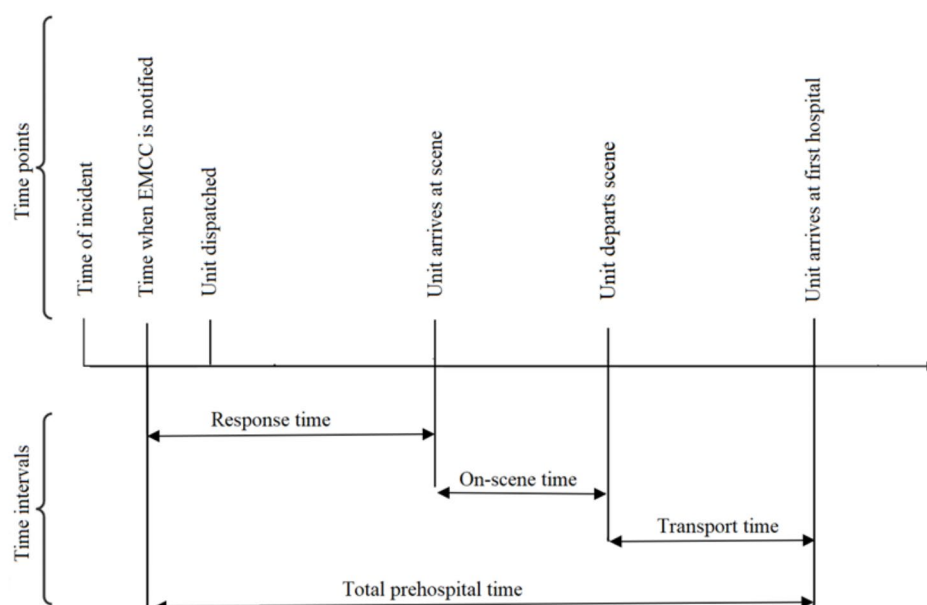 Time points
Time of incident
Time when EMCC is notified
Unit dispatched
Unit arrives at scene
Unit departs scene
Unit arrives at first hospital
Time intervals
Response time
On-scene time
Transport time
Total prehospital time